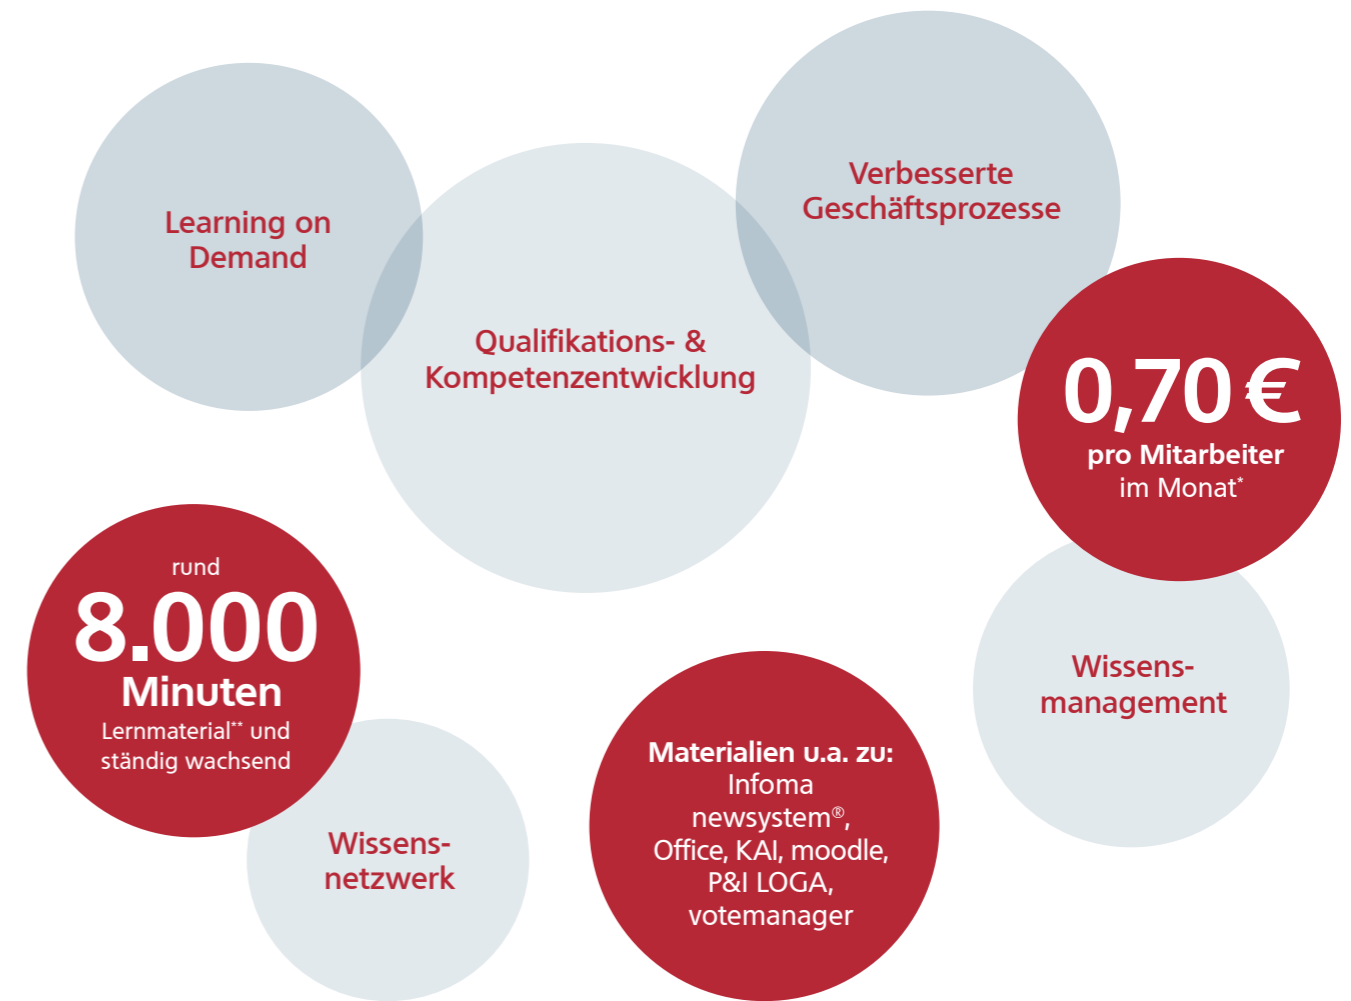 Learning on
Demand
Verbesserte
Geschäftsprozesse
Qualifikations- &
Kompetenzentwicklung
0,70 €
pro Mitarbeiter
im Monat*
rund
8.000
Minuten
Lernmaterial** und
ständig wachsend
Wissens-
management
Materialien u.a. zu:
Infoma
newsystem®,
Office, KAI, moodle,
P&I LOGA,
votemanager
Wissens-
netzwerk